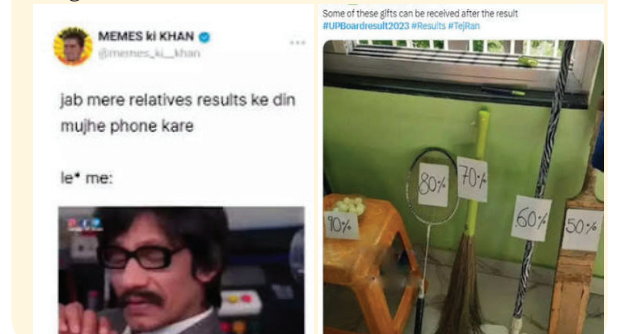 MEMES ki KHAN
@memes_ki__khan
jab mere relatives results ke din
mujhe phone kare
le* me:
Some of these gifts can be received after the result
#UPBoardresult2023 #Results #TejRan
90%
80%
70%
60%
50%